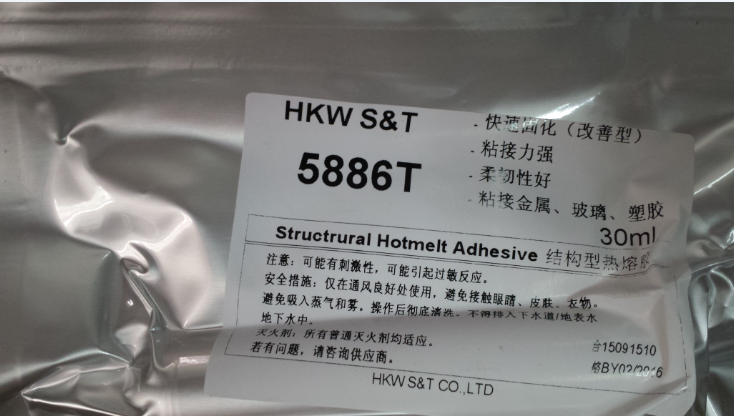 HKW S&T
5886T
- 快速固化（改善型）
- 粘接力强
- 柔韧性好
- 粘接金属、玻璃、塑胶
30ml
Structrural Hotmelt Adhesive 结构型热熔胶
注意：可能有刺激性，可能引起过敏反应。
安全措施：仅在通风良好处使用，避免接触眼睛、皮肤、衣物。
避免吸入蒸气和雾。操作后彻底清洗。不得排入下水道/地表水
地下水中。
灭火剂：所有普通灭火剂均适应。
若有问题，请咨询供应商。
15091510
BY02/2016
HKW S&T CO.,LTD